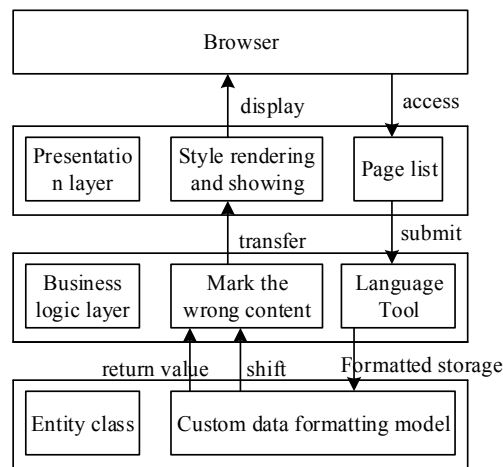 Browser
display
access
Presentatio
n layer
Style rendering
and showing
Page list
transfer
submit
Business
logic layer
Mark the
wrong content
Language
Tool
return value
shift
Formatted storage
Entity class
Custom data formatting model